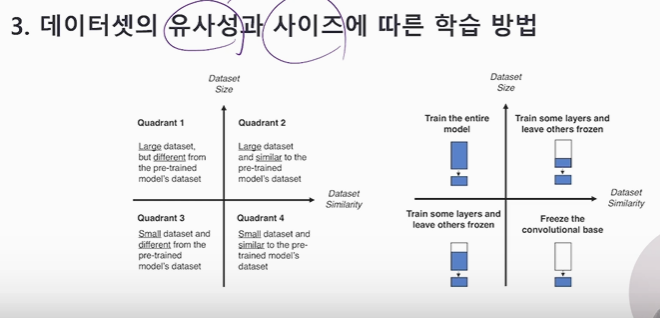 3. 데이터셋의 유사성과 사이즈에 따른 학습 방법
Dataset
Size
Quadrant 1
Large dataset,
but different from
the pre-trained
model's dataset
Quadrant 2
Large dataset
and similar to the
pre-trained
model's dataset
Dataset
Similarity
Quadrant 3
Small dataset and
different from the
pre-trained
model's dataset
Quadrant 4
Small dataset and
similar to the pre-
trained model's
dataset
Dataset
Size
Train the entire
model
Train some layers and
leave others frozen
Dataset
Similarity
Train some layers and
leave others frozen
Freeze the
convolutional base